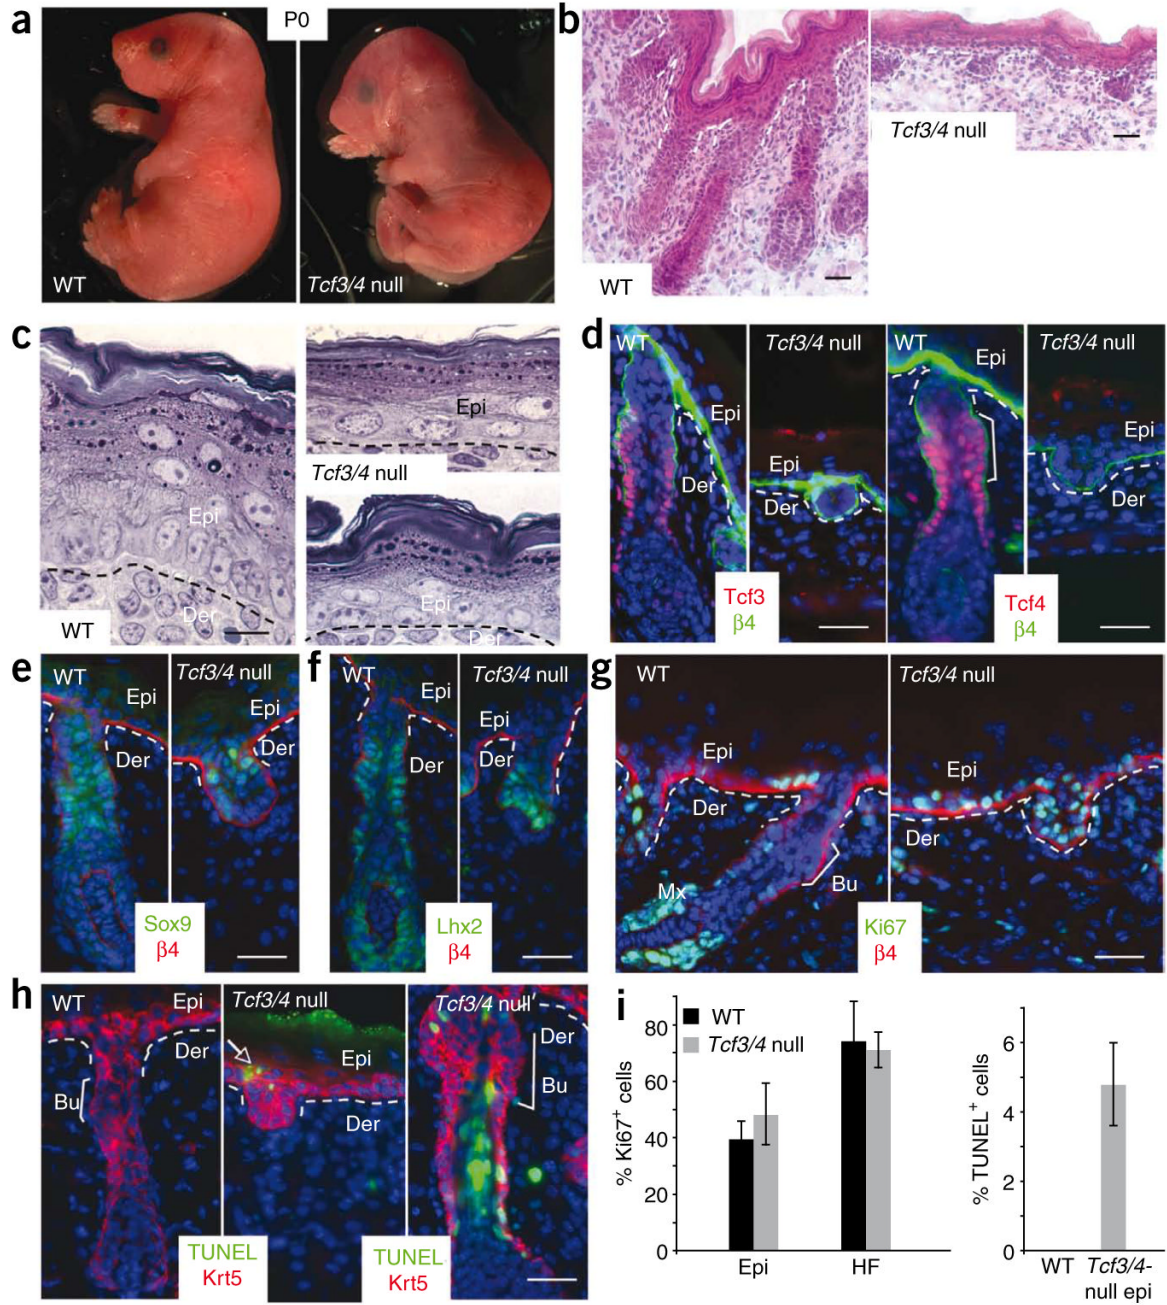 a
P0
WT
Tcf3/4 null
b
WT
Tcf3/4 null
c
Epi
Der
WT
Epi
Tcf3/4 null
Epi
Der
d
WT
Epi
Der
Tcf3/4 null
Epi
Der
Tcf3
β4
WT
Epi
Tcf3/4 null
Epi
Der
Tcf4
β4
e
WT
Epi
Der
Tcf3/4 null
Epi
Der
Sox9
β4
f
WT
Epi
Der
Tcf3/4 null
Epi
Der
Lhx2
β4
g
WT
Epi
Der
Mx
Bu
Tcf3/4 null
Epi
Der
Ki67
β4
h
WT
Epi
Der
Bu
Tcf3/4 null
Epi
Der
TUNEL
Krt5
Tcf3/4 null
Der
Bu
TUNEL
Krt5
i
WT
Tcf3/4 null
% Ki67+ cells
80
60
40
20
0
Epi
HF
% TUNEL+ cells
6
4
2
0
WT
Tcf3/4-
null epi